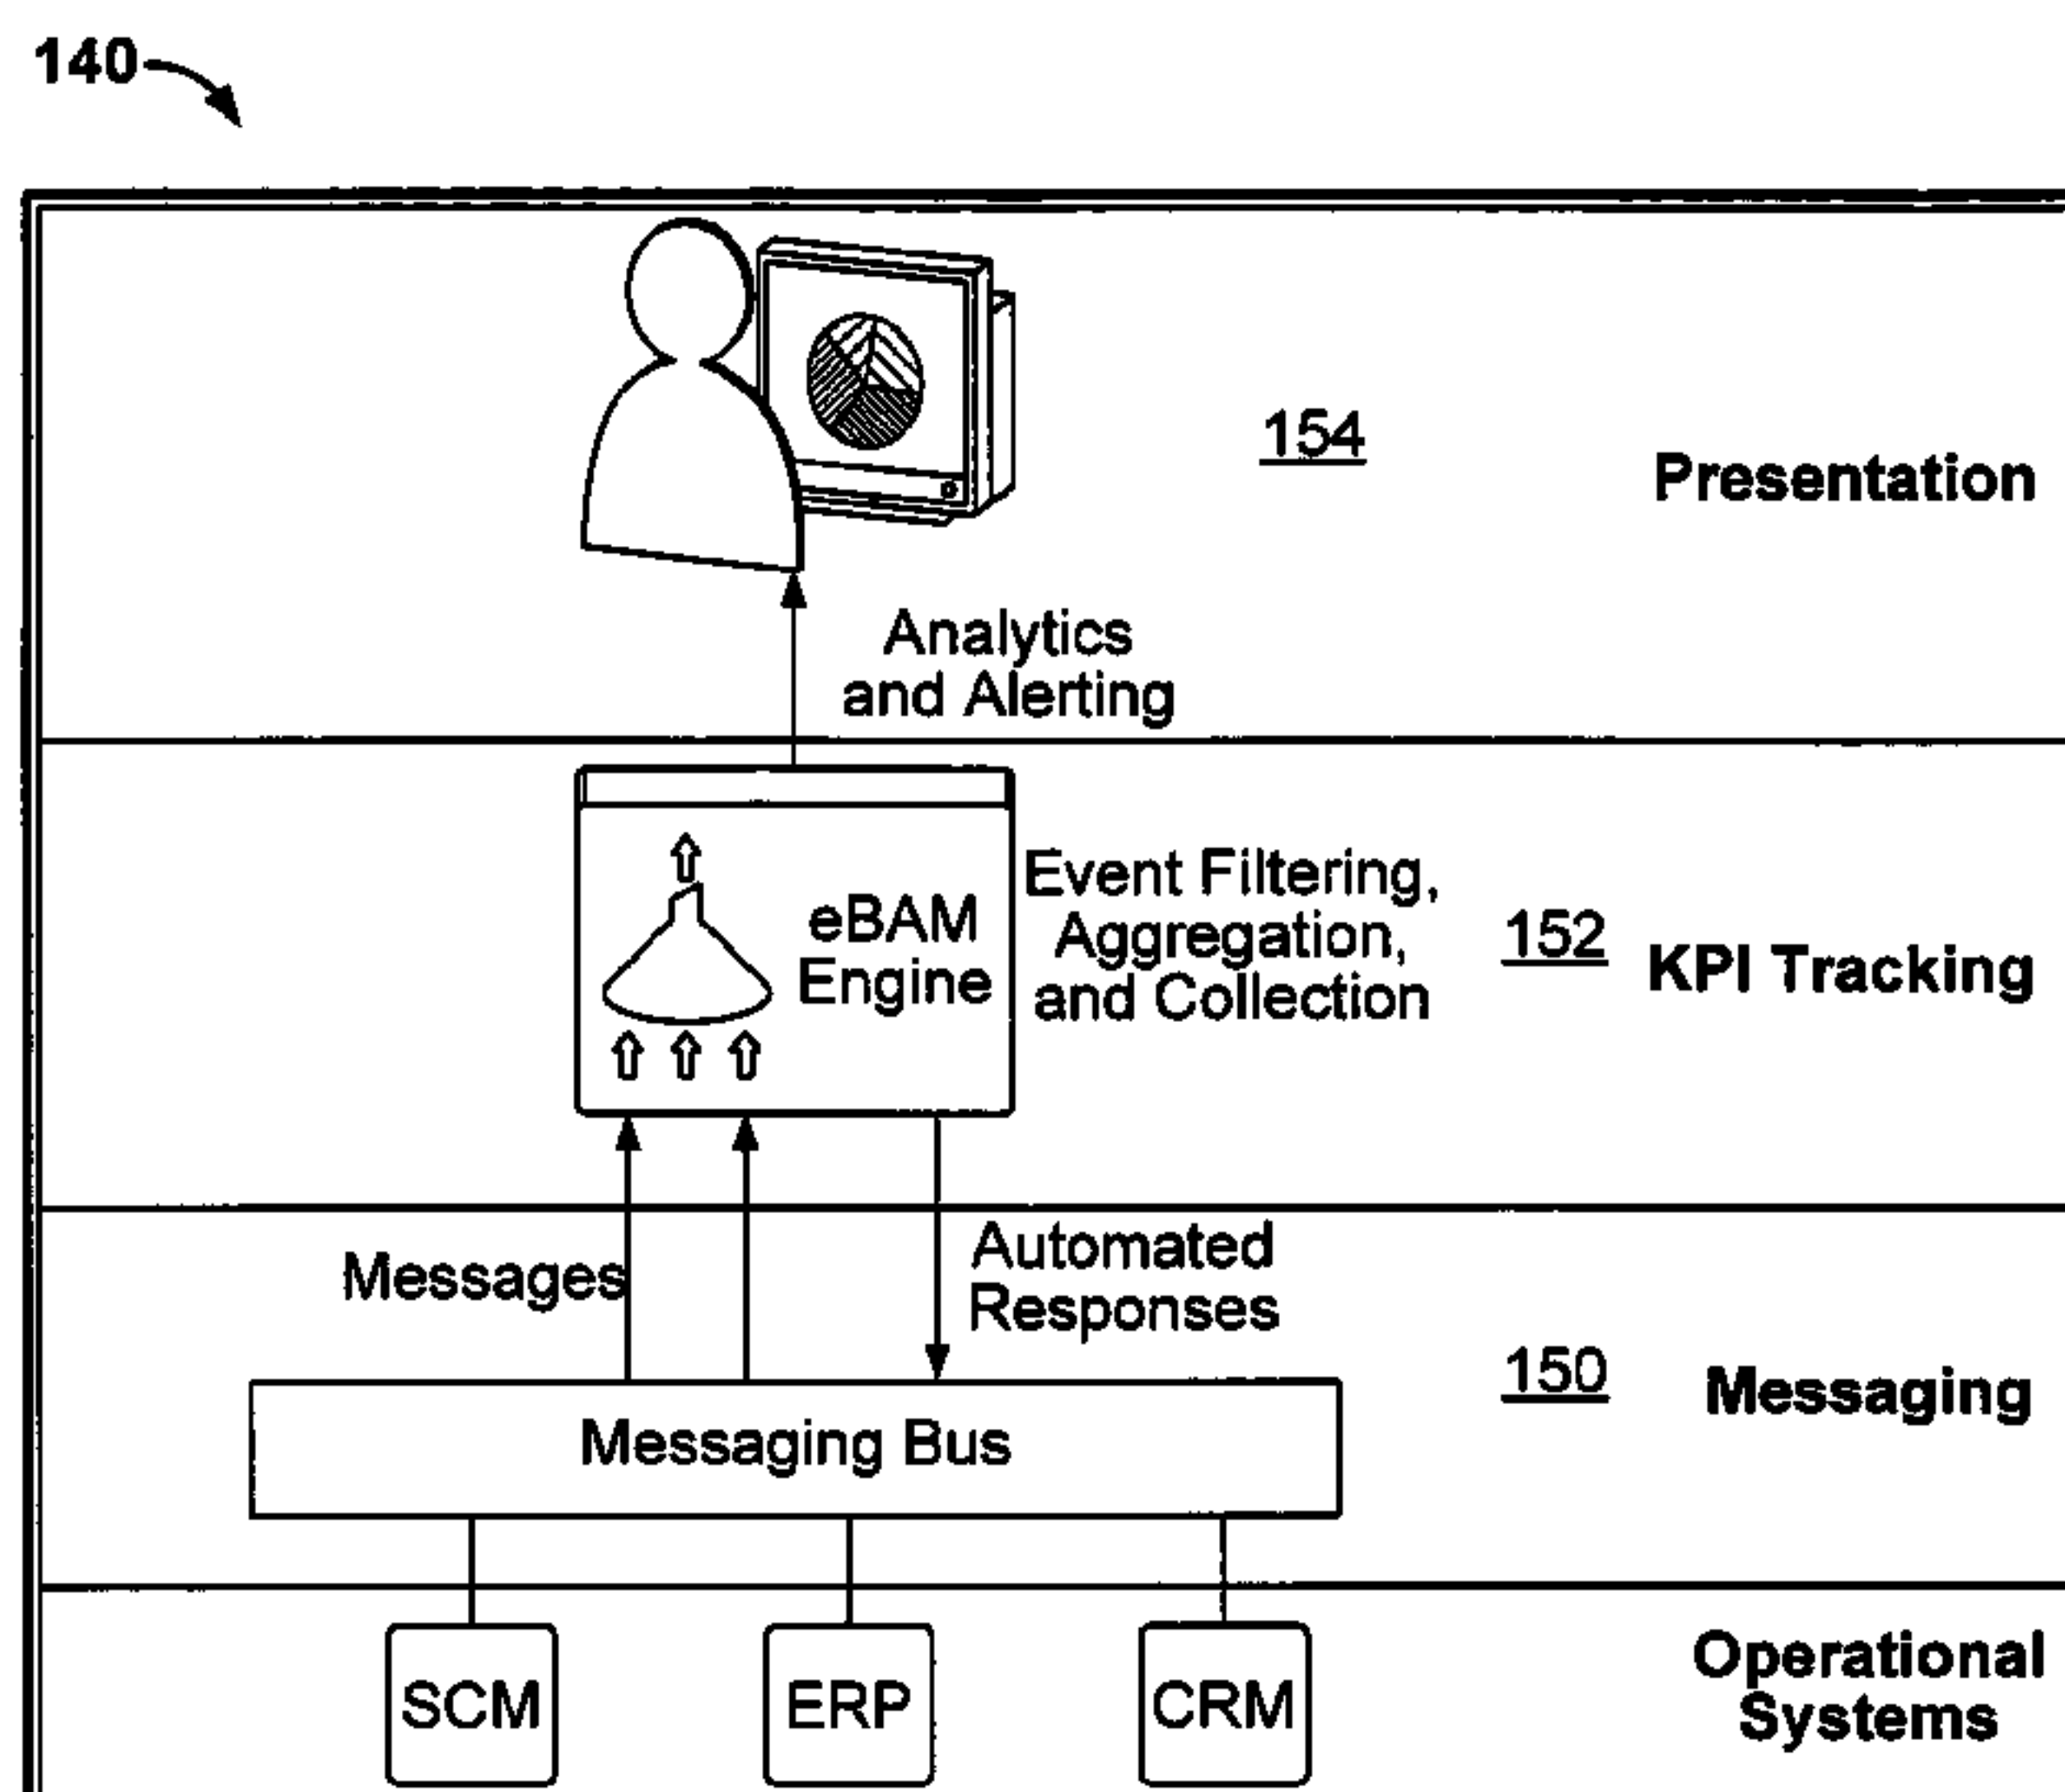 140
154
Presentation
Analytics
and Alerting
eBAM
Engine
Event Filtering,
Aggregation,
and Collection
152
KPI Tracking
Messages
Automated
Responses
150
Messaging
Messaging Bus
SCM
ERP
CRM
Operational
Systems